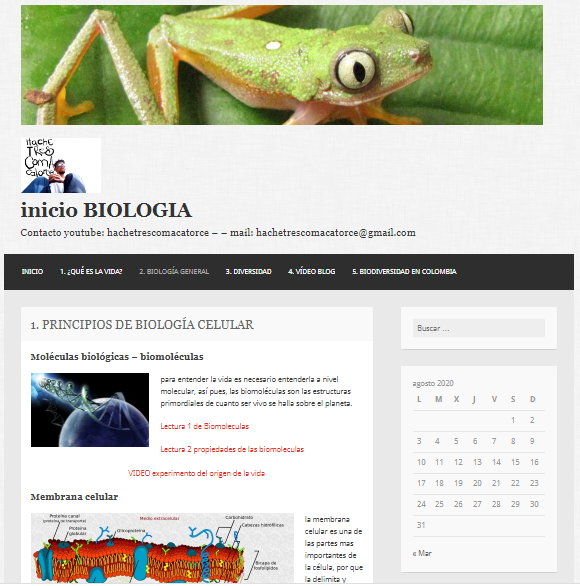 Hache
Tres
Com/
catorce
inicio BIOLOGIA
Contacto youtube: hachetrescomacatorce – – mail: hachetrescomacatorce@gmail.com
INICIO 1. ¿QUÉ ES LA VIDA? 2. BIOLOGÍA GENERAL 3. DIVERSIDAD 4. VÍDEO BLOG 5. BIODIVERSIDAD EN COLOMBIA
1. PRINCIPIOS DE BIOLOGÍA CELULAR
Moléculas biológicas – biomoléculas
para entender la vida es necesario entenderla a nivel
molecular, así pues, las biomoléculas son las estructuras
primordiales de cuanto ser vivo se halla sobre el planeta.
Lectura 1 de Biomoleculas
Lectura 2 propiedades de las biomoleculas
VIDEO experimento del origen de la vida
Membrana celular
Proteína canal
(proteína de transporte)
Proteína
globular
Glicoproteína
Medio extracelular
Carbohidrato
Cabezas hidrofílicas
Bicapa de
fosfolípidos
la membrana
celular es una de
las partes mas
importantes de
la célula, por que
la delimita y
Buscar ...
agosto 2020
L M X J V S D
1 2
3 4 5 6 7 8 9
10 11 12 13 14 15 16
17 18 19 20 21 22 23
24 25 26 27 28 29 30
31
« Mar